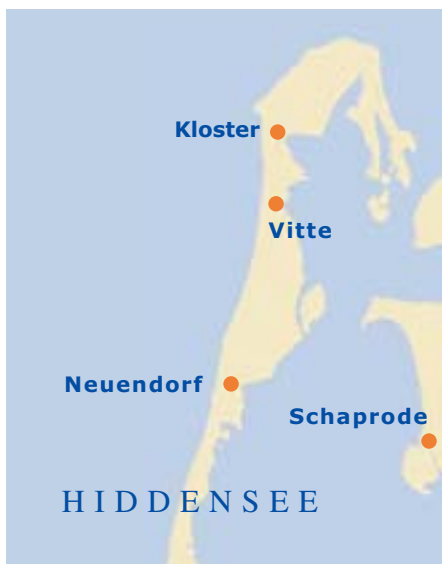 Kloster
Vitte
Neuendorf
Schaprode
HIDDENSEE